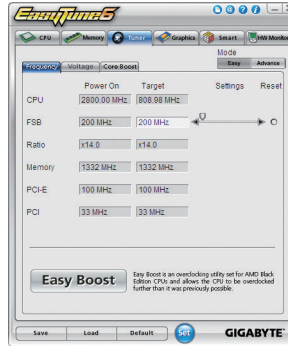 EasyTune6
CPU Memory Tuner Graphics Smart HW Monitor
Mode
Easy Advance
Frequency Voltage Core Boost
Power On Target Settings Reset
CPU 2800.00 MHz 808.98 MHz
FSB 200 MHz 200 MHz
Ratio x14.0 x14.0
Memory 1332 MHz 1332 MHz
PCI-E 100 MHz 100 MHz
PCI 33 MHz 33 MHz
Easy Boost
Easy Boost is an overclocking utility set for AMD Black
Edition CPUs and allows the CPU to be overclocked
further than it was previously possible.
Save Load Default Set GIGABYTE